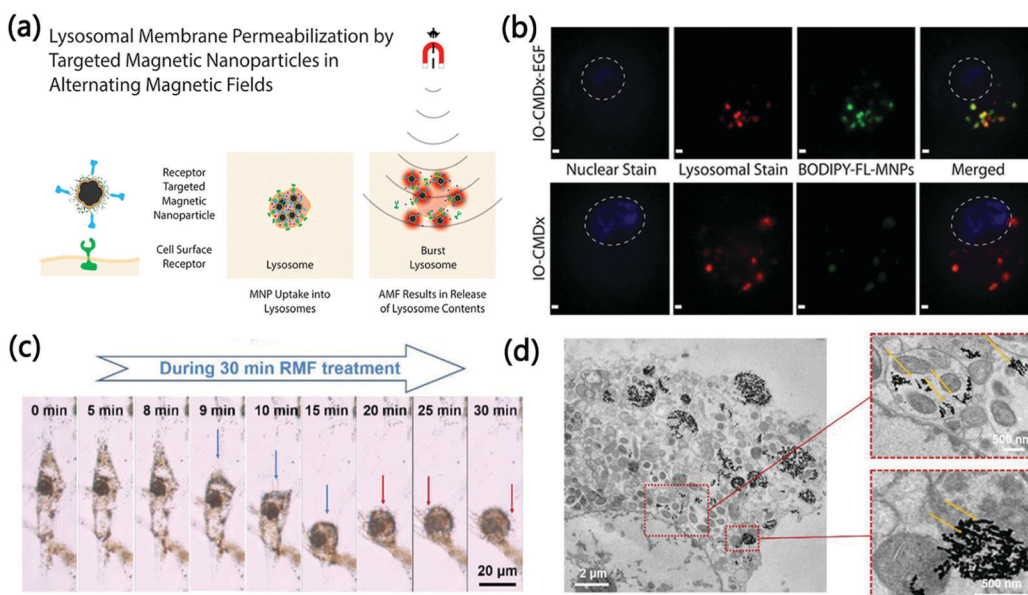 (a)
Lysosomal Membrane Permeabilization by
Targeted Magnetic Nanoparticles in
Alternating Magnetic Fields
Receptor
Targeted
Magnetic
Nanoparticle
Cell Surface
Receptor
Lysosome
Burst
Lysosome
MNP Uptake into
Lysosomes
AMF Results in Release
of Lysosome Contents
(b)
IO-CMDx-EGF
Nuclear Stain
Lysosomal Stain
BODIPY-FL-MNPs
Merged
IO-CMDx
(c)
During 30 min RMF treatment
0 min 5 min 8 min 9 min 10 min 15 min 20 min 25 min 30 min
20 μm
(d)
2 μm
500 nm
500 nm